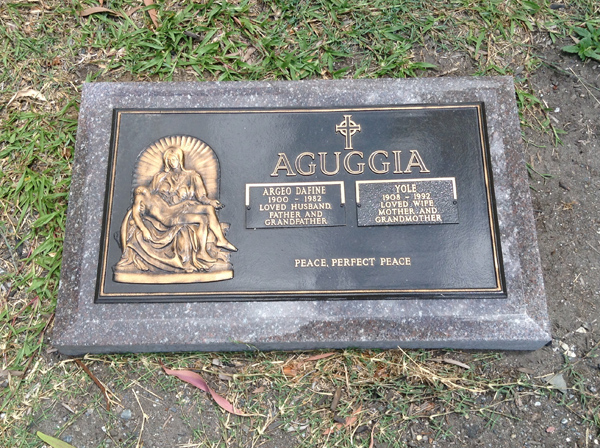 AGUGGIA
ARGEO DAFINE
1900 - 1982
LOVED HUSBAND,
FATHER AND
GRANDFATHER
YOLE
1908 - 1992
LOVED WIFE
MOTHER AND
GRANDMOTHER
PEACE, PERFECT PEACE